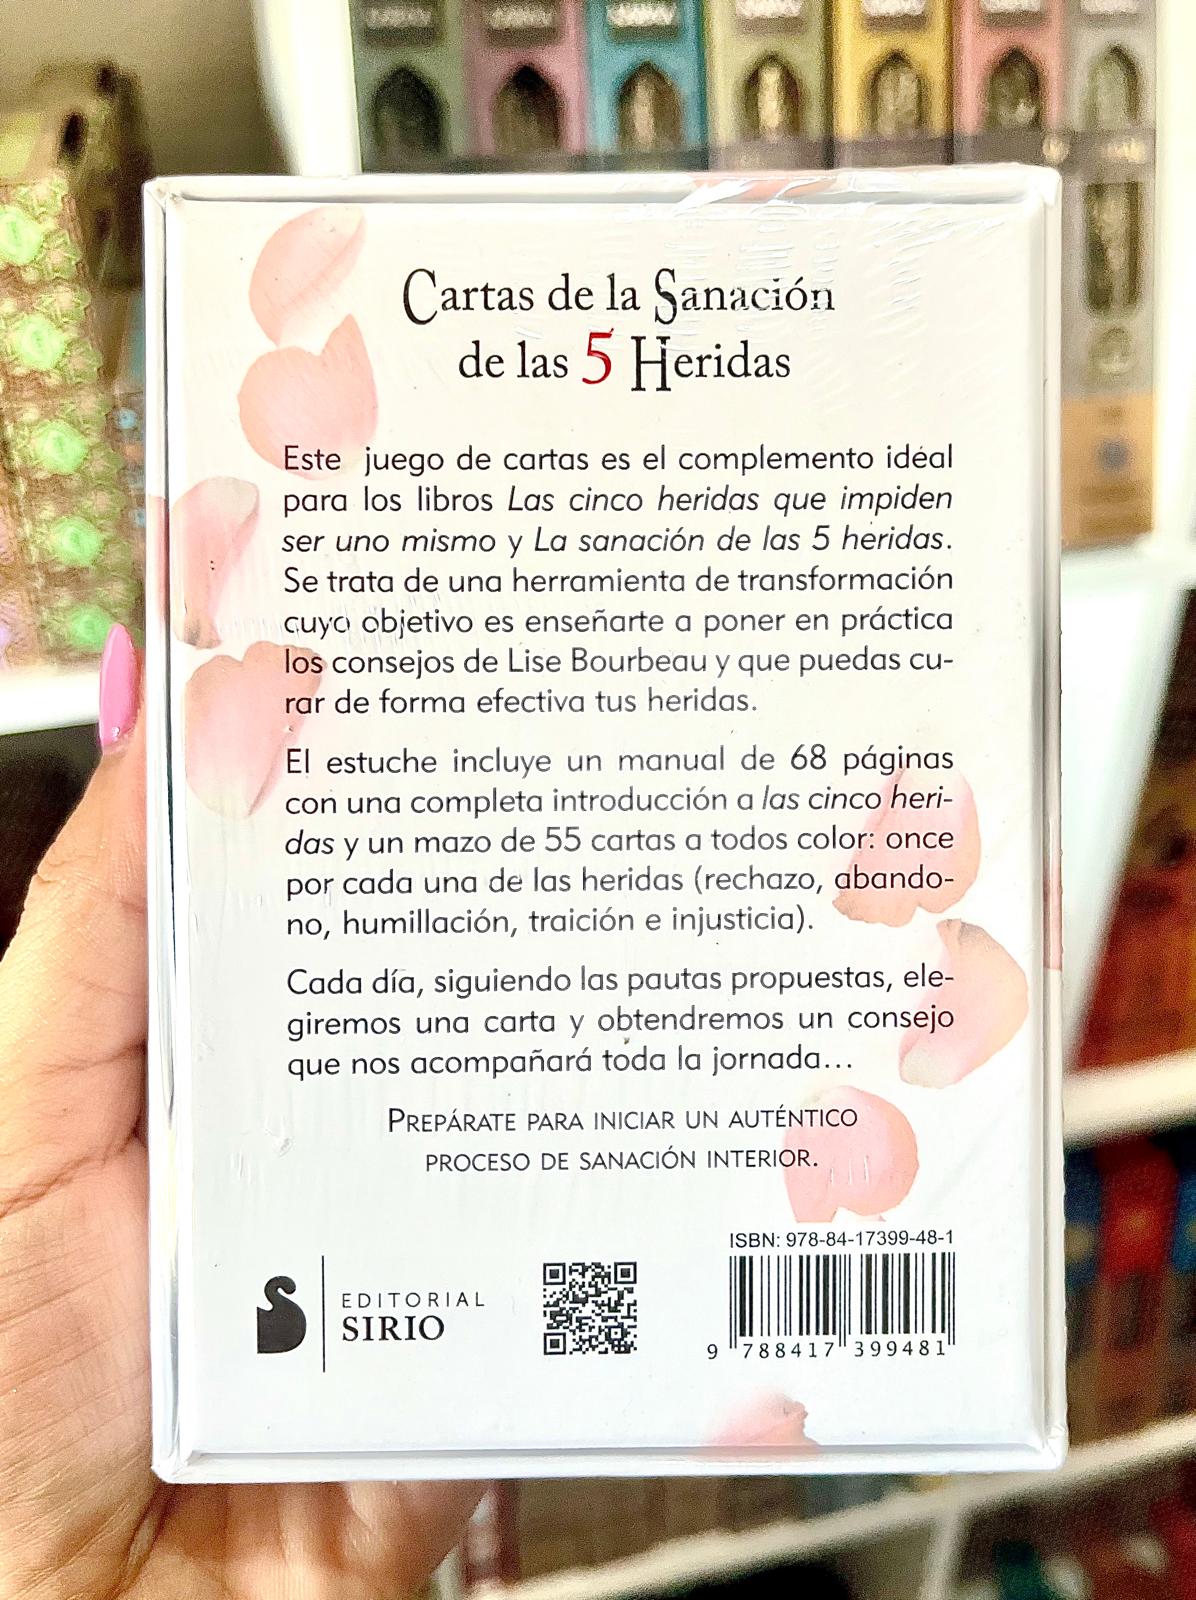 Cartas de la Sanación
de las 5 Heridas
Este juego de cartas es el complemento ideal
para los libros Las cinco heridas que impiden
ser uno mismo y La sanación de las 5 heridas.
Se trata de una herramienta de transformación
cuyo objetivo es enseñarte a poner en práctica
los consejos de Lise Bourbeau y que puedas cu-
rar de forma efectiva tus heridas.
El estuche incluye un manual de 68 páginas
con una completa introducción a las cinco heri-
das y un mazo de 55 cartas a todos color: once
por cada una de las heridas (rechazo, abando-
no, humillación, traición e injusticia).
Cada día, siguiendo las pautas propuestas, ele-
giremos una carta y obtendremos un consejo
que nos acompañará toda la jornada...
PREPÁRATE PARA INICIAR UN AUTÉNTICO
PROCESO DE SANACIÓN INTERIOR.
ISBN: 978-84-17399-48-1
EDITORIAL
SIRIO
9 788417 399481